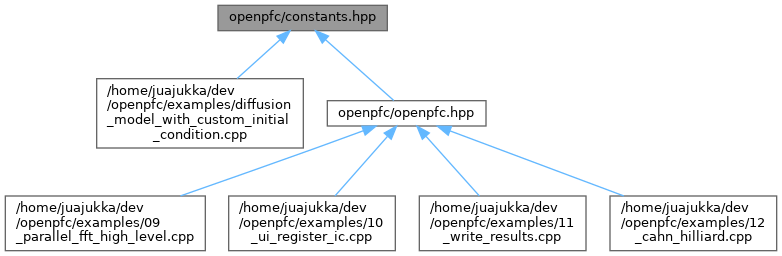 openpfc/constants.hpp
/home/juajukka/dev
/openpfc/examples/diffusion
_model_with_custom_initial
_condition.cpp
openpfc/openpfc.hpp
/home/juajukka/dev
/openpfc/examples/09
_parallel_fft_high_level.cpp
/home/juajukka/dev
/openpfc/examples/10
_ui_register_ic.cpp
/home/juajukka/dev
/openpfc/examples/11
_write_results.cpp
/home/juajukka/dev
/openpfc/examples/12
_cahn_hilliard.cpp